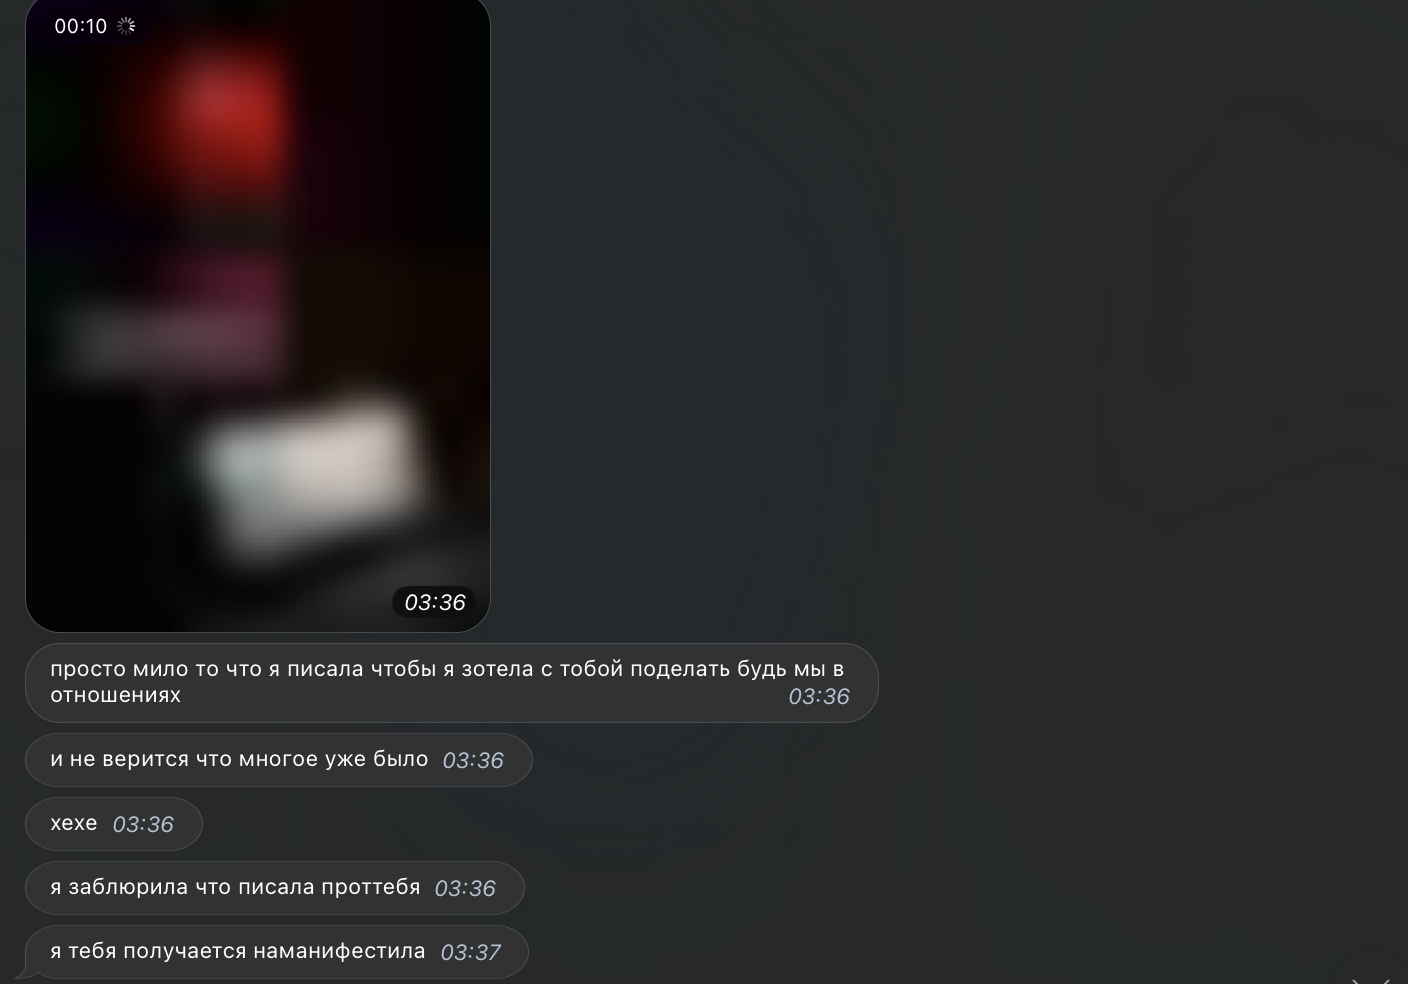 00:10
03:36
просто мило то что я писала чтобы я зотела с тобой поделать будь мы в
отношениях 03:36
и не верится что многое уже было 03:36
хехе 03:36
я заблюрила что писала проттебя 03:36
я тебя получается наманифестила 03:37